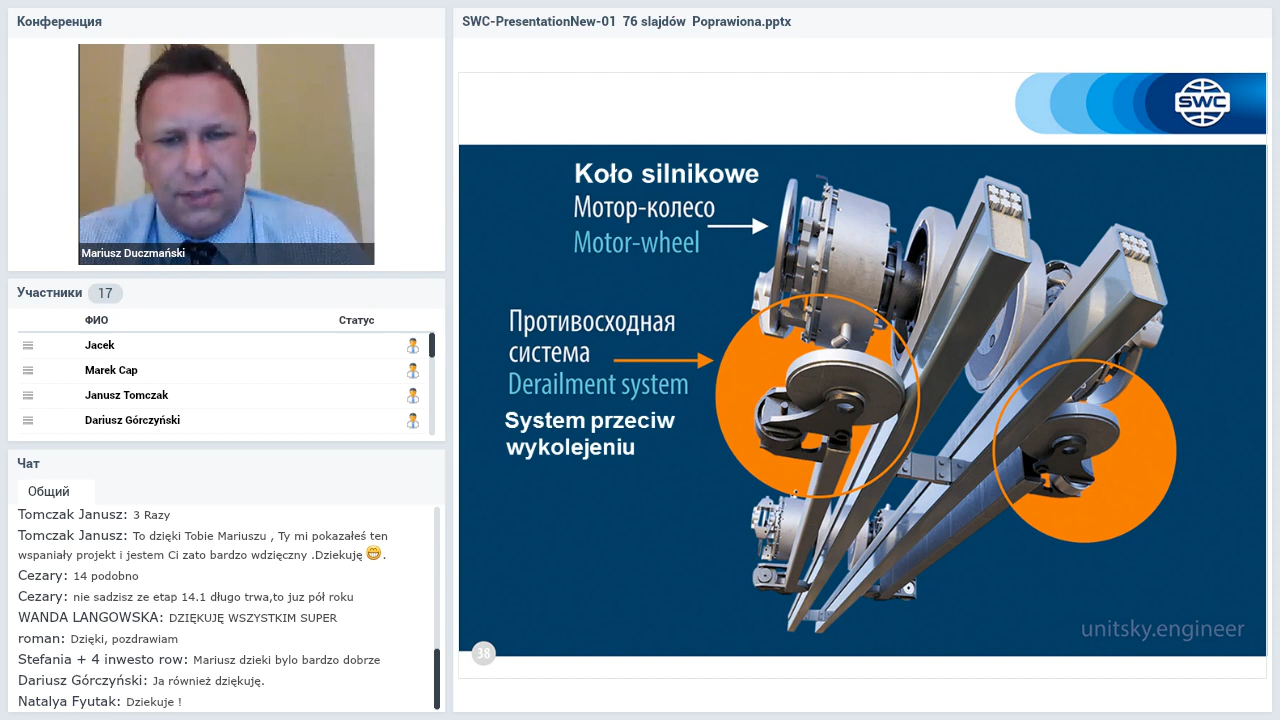 Конференция
Mariusz Duczmański
Участники 17
ФИО Статус
Jacek
Marek Cap
Janusz Tomczak
Dariusz Górczyński
Чат
Общий
Tomczak Janusz: 3 Razy
Tomczak Janusz: To dzięki Tobie Mariuszu , Ty mi pokazałeś ten
wspaniały projekt i jestem Ci zato bardzo wdzięczny .Dziekuję 😁.
Cezary: 14 podobno
Cezary: nie sadzisz ze etap 14.1 długo trwa,to juz pół roku
WANDA LANGOWSKA: DZIĘKUJĘ WSZYSTKIM SUPER
roman: Dzięki, pozdrawiam
Stefania + 4 inwesto row: Mariusz dzieki bylo bardzo dobrze
Dariusz Górczyński: Ja również dziękuję.
Natalya Fyutak: Dziekuje !
SWC-PresentationNew-01 76 slajdów Poprawiona.pptx
SWC
Koło silnikowe
Мотор-колесо
Motor-wheel
Противосходная
система
Derailment system
System przeciw
wykolejeniu
unitsky.engineer
38